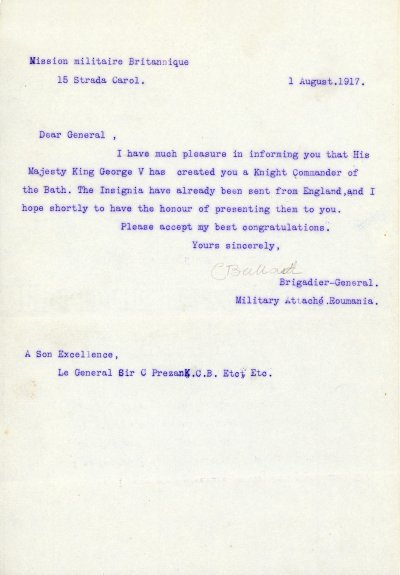 Mission militaire Britannique
15 Strada Carol. 1 August.1917.
Dear General ,
I have much pleasure in informing you that His
Majesty King George V has created you a Knight Commander of
the Bath. The Insignia have already been sent from England,and I
hope shortly to have the honour of presenting them to you.
Please accept my best congratulations.
Yours sincerely,
C Ballard
Brigadier-General.
Military Attaché.Roumania.
A Son Excellence,
Le General Sir C PrezanK.C.B. Etc, Etc.